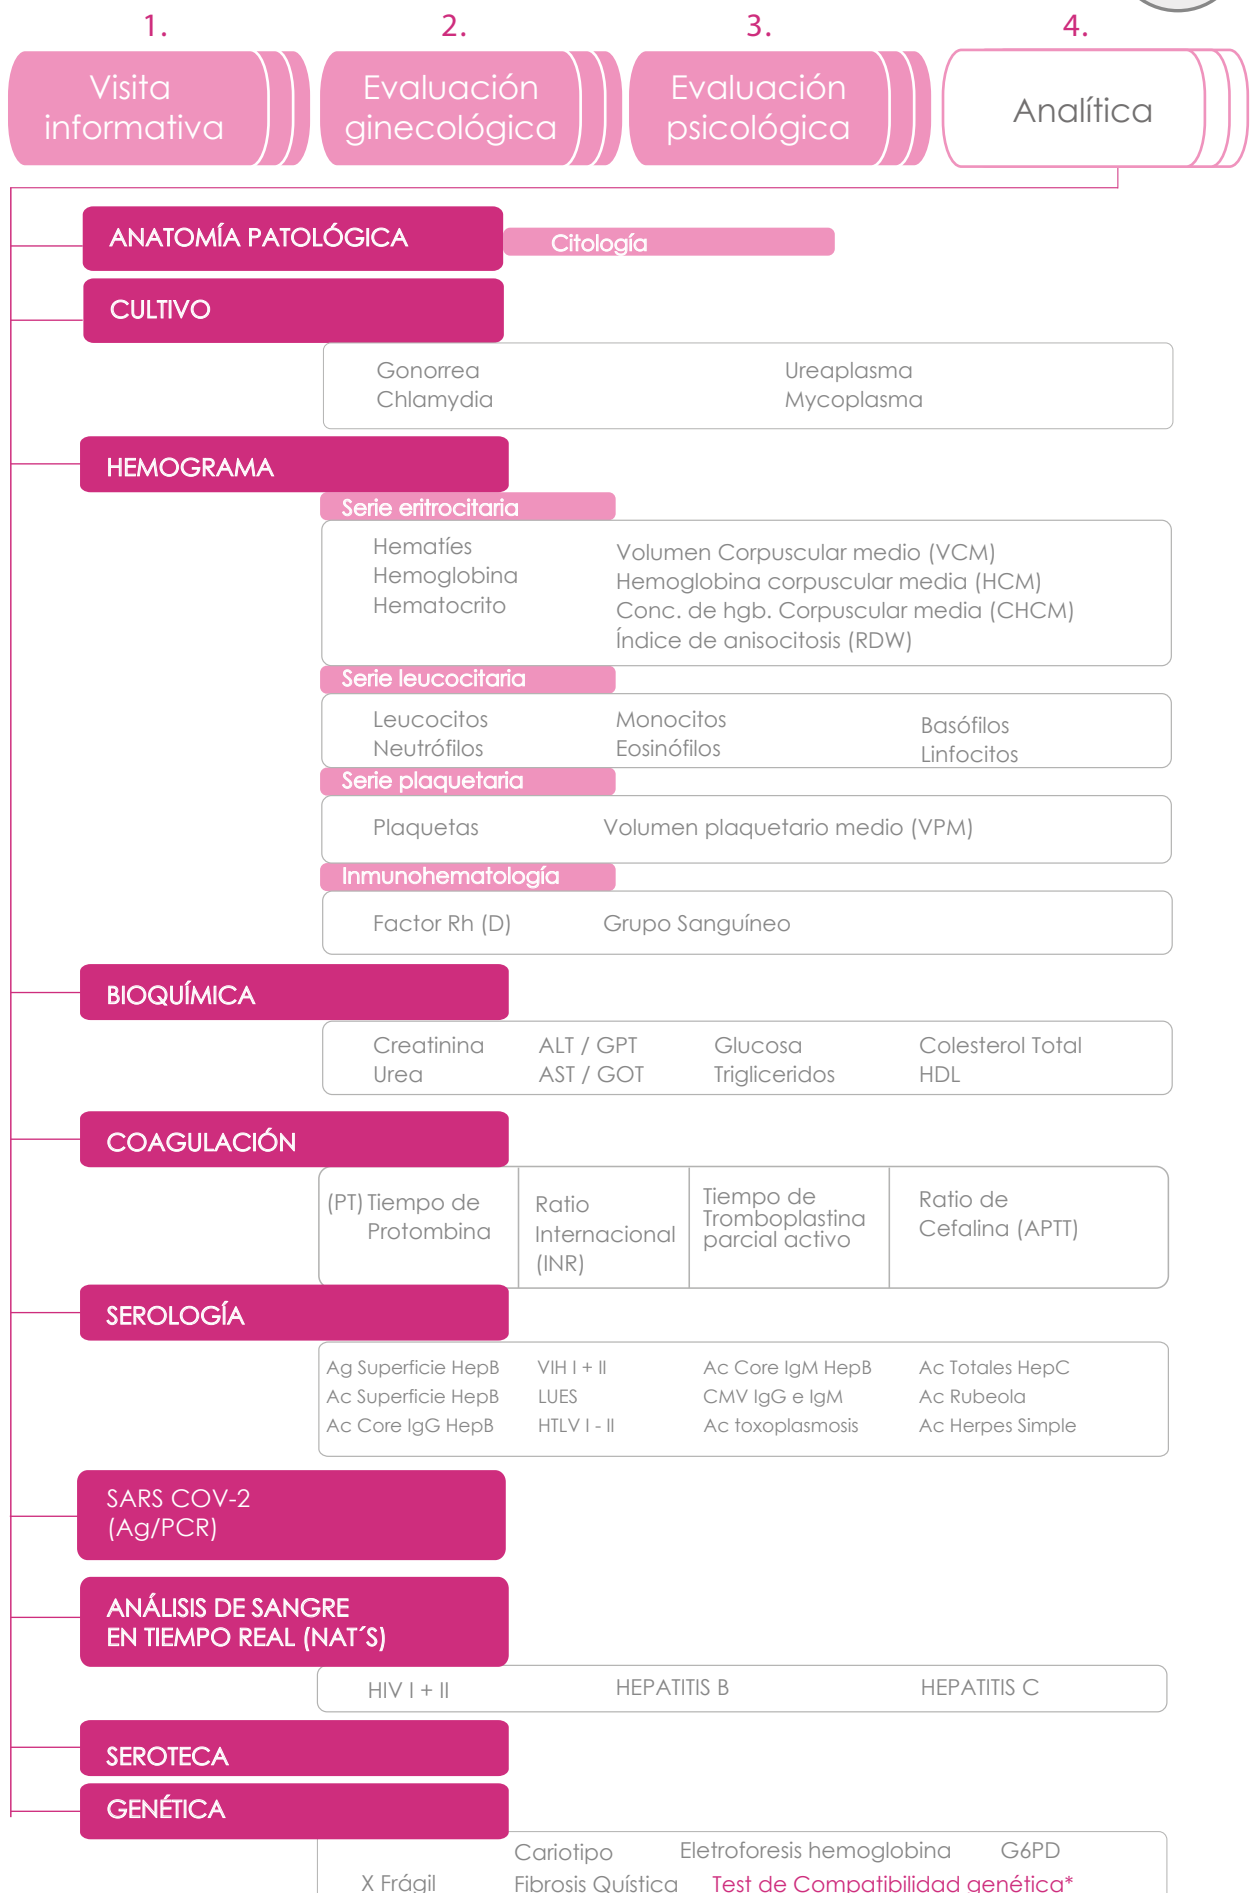 1.
2.
3.
4.
Visita
informativa
Evaluación
ginecológica
Evaluación
psicológica
Analítica
ANATOMÍA PATOLÓGICA
Citología
CULTIVO
Gonorrea
Chlamydia
Ureaplasma
Mycoplasma
HEMOGRAMA
Serie eritrocitaria
Hematíes
Hemoglobina
Hematocrito
Volumen Corpuscular medio (VCM)
Hemoglobina corpuscular media (HCM)
Conc. de hgb. Corpuscular media (CHCM)
Índice de anisocitosis (RDW)
Serie leucocitaria
Leucocitos
Neutrófilos
Monocitos
Eosinófilos
Basófilos
Linfocitos
Serie plaquetaria
Plaquetas
Volumen plaquetario medio (VPM)
Inmunohematología
Factor Rh (D)
Grupo Sanguíneo
BIOQUÍMICA
Creatinina
Urea
ALT / GPT
AST / GOT
Glucosa
Trigliceridos
Colesterol Total
HDL
COAGULACIÓN
(PT) Tiempo de
Protombina
Ratio
Internacional
(INR)
Tiempo de
Tromboplastina
parcial activo
Ratio de
Cefalina (APTT)
SEROLOGÍA
Ag Superficie HepB
Ac Superficie HepB
Ac Core IgG HepB
VIH I + II
LUES
HTLV I - II
Ac Core IgM HepB
CMV IgG e IgM
Ac toxoplasmosis
Ac Totales HepC
Ac Rubeola
Ac Herpes Simple
SARS COV-2
(Ag/PCR)
ANÁLISIS DE SANGRE
EN TIEMPO REAL (NAT´S)
HIV I + II
HEPATITIS B
HEPATITIS C
SEROTECA
GENÉTICA
Cariotipo
Eletroforesis hemoglobina
G6PD
X Frágil
Fibrosis Quística
Test de Compatibilidad genética*